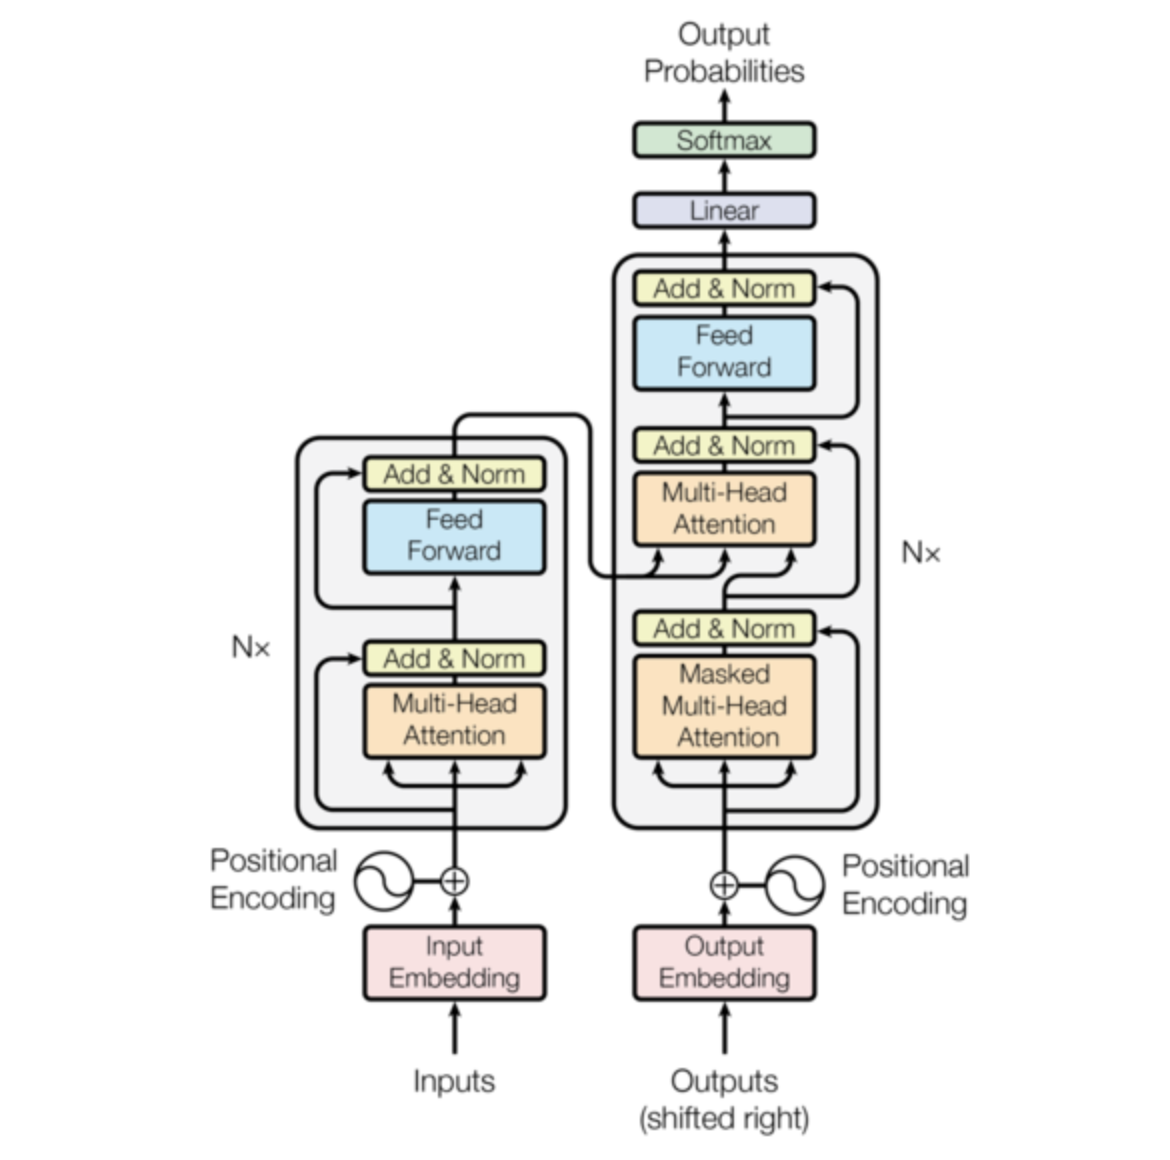 Output
Probabilities
Softmax
Linear
Add & Norm
Feed
Forward
Add & Norm
Multi-Head
Attention
Nx
Add & Norm
Masked
Multi-Head
Attention
Positional
Encoding
Output
Embedding
Outputs
(shifted right)
Add & Norm
Feed
Forward
Nx
Add & Norm
Multi-Head
Attention
Positional
Encoding
Input
Embedding
Inputs